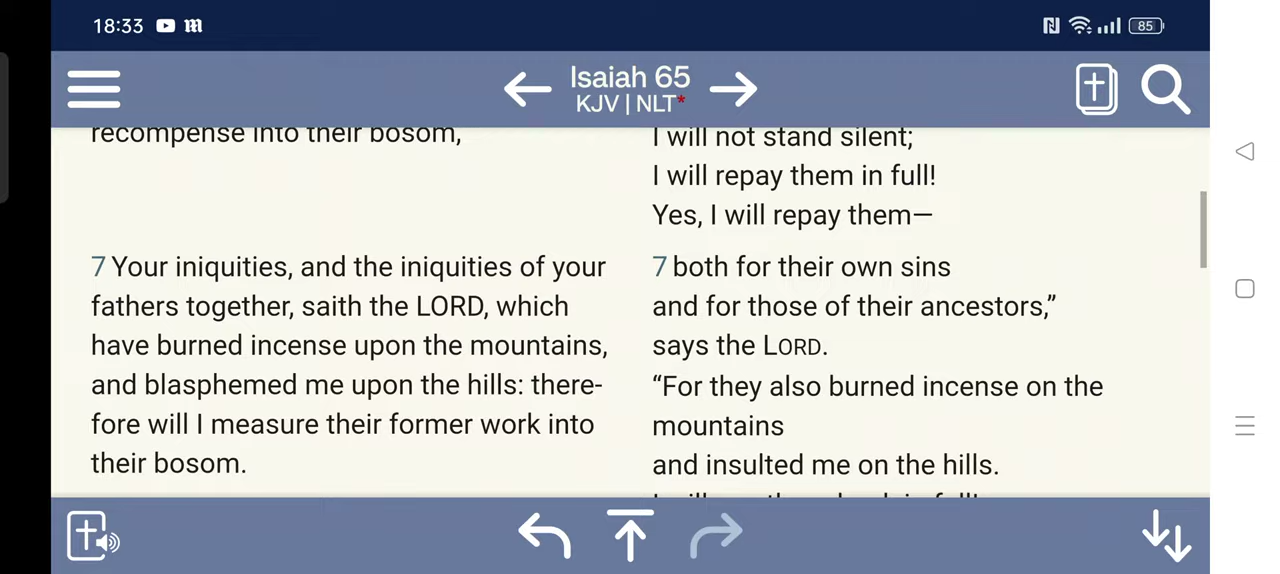 18:33
85
Isaiah 65
KJV | NLT*
recompense into their bosom,
7 Your iniquities, and the iniquities of your
fathers together, saith the LORD, which
have burned incense upon the mountains,
and blasphemed me upon the hills: there-
fore will I measure their former work into
their bosom.
I will not stand silent;
I will repay them in full!
Yes, I will repay them—
7 both for their own sins
and for those of their ancestors,”
says the LORD.
“For they also burned incense on the
mountains
and insulted me on the hills.